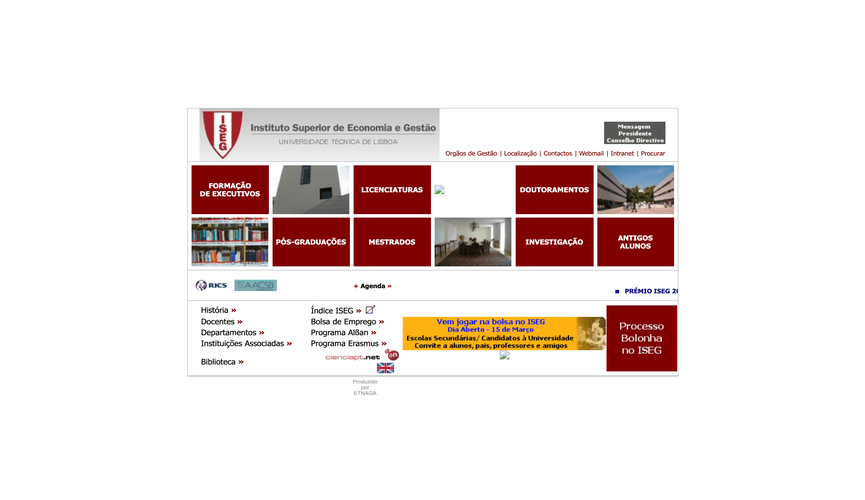 ISEG
Instituto Superior de Economia e Gestão
UNIVERSIDADE TÉCNICA DE LISBOA
Mensagem
Presidente
Conselho Directivo
Orgãos de Gestão | Localização | Contactos | Webmail | Intranet | Procurar
FORMAÇÃO
DE EXECUTIVOS
LICENCIATURAS
DOUTORAMENTOS
PÓS-GRADUAÇÕES
MESTRADOS
INVESTIGAÇÃO
ANTIGOS
ALUNOS
RICS
AACSB
Agenda »
PRÉMIO ISEG 20
História »
Docentes »
Departamentos »
Instituições Associadas »
Biblioteca »
Índice ISEG »
Bolsa de Emprego »
Programa Alßan »
Programa Erasmus »
cienciapt.net on
Vem jogar na bolsa no ISEG
Dia Aberto - 15 de Março
Escolas Secundárias/ Candidatos à Universidade
Convite a alunos, pais, professores e amigos
Processo
Bolonha
no ISEG
Produzido
por
ETNAGA